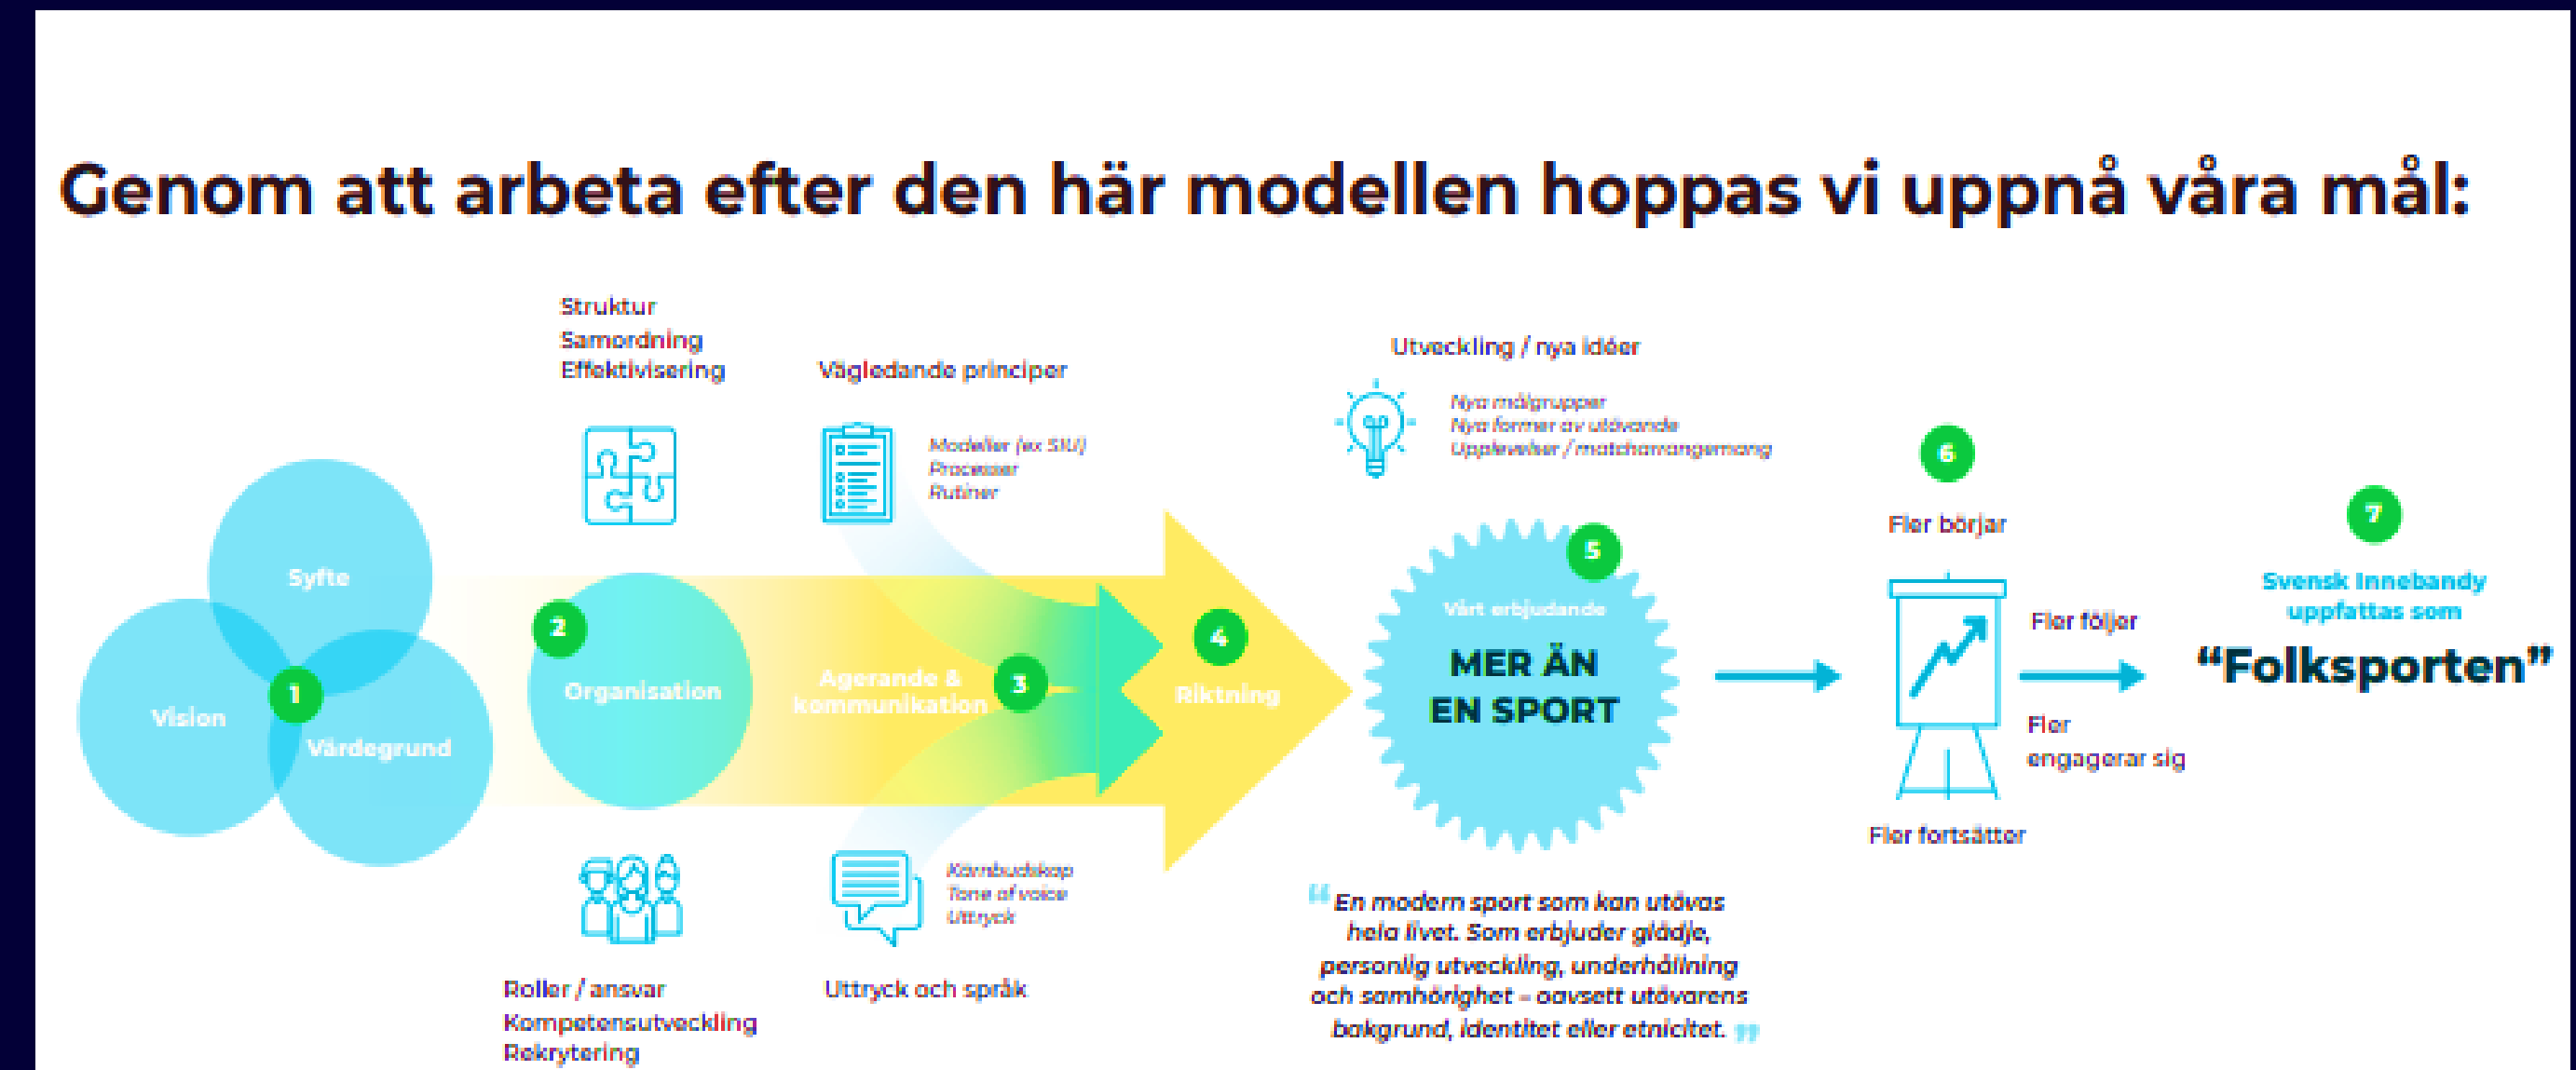 Genom att arbeta efter den här modellen hoppas vi uppnå våra mål:
Syfte
Vision
Värdegrund
1
Struktur
Samordning
Effektivisering
2
Organisation
Roller / ansvar
Kompetensutveckling
Rekrytering
Vägledande principer
Modeller (ex SIU)
Processer
Rutiner
Agerande &
kommunikation
3
Kärnbudskap
Tone of voice
Uttryck
Uttryck och språk
4
Riktning
Utveckling / nya idéer
Nya målgrupper
Nya former av utövande
Upplevelser / matcharrangemang
5
Vårt erbjudande
MER ÄN
EN SPORT
“En modern sport som kan utövas
hela livet. Som erbjuder glädje,
personlig utveckling, underhållning
och samhörighet – oavsett utövarens
bakgrund, identitet eller etnicitet.”
6
Fler börjar
Fler följer
Fler
engagerar sig
Fler fortsätter
7
Svensk Innebandy
uppfattas som
“Folksporten”